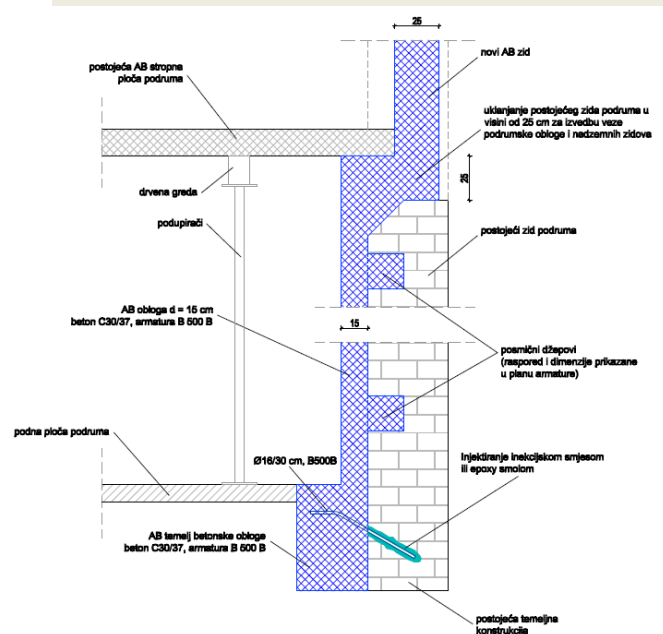 25
novi AB zid
postojeća AB stropna
ploča podruma
uklanjanje postojećeg zida podruma u
visini od 25 cm za izvedbu veze
podrumske obloge i nadzemnih zidova
25
drvena greda
podupirači
postojeći zid podruma
AB obloga d = 15 cm
beton C30/37, armatura B 500 B
15
posmični džepovi
(raspored i dimenzije prikazane
u planu armature)
podna ploča podruma
Ø16/30 cm, B500B
Injektiranje inekcijskom smjesom
ili epoxy smolom
AB temelj betonske obloge
beton C30/37, armatura B 500 B
postojeća temeljna
konstrukcija